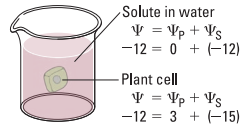 Solute in water
Ψ = ΨP + ΨS
−12 = 0 + (−12)
Plant cell
Ψ = ΨP + ΨS
−12 = 3 + (−15)